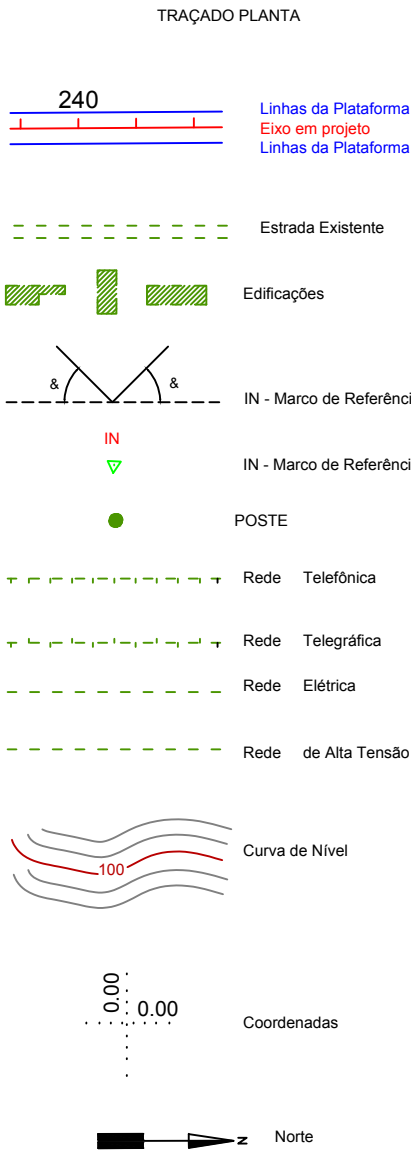 TRAÇADO PLANTA
240
Linhas da Plataforma
Eixo em projeto
Linhas da Plataforma
Estrada Existente
Edificações
& &
IN - Marco de Referênci
IN
IN - Marco de Referênci
POSTE
Rede Telefônica
Rede Telegráfica
Rede Elétrica
Rede de Alta Tensão
100
Curva de Nível
0.00
0.00
Coordenadas
N
Norte